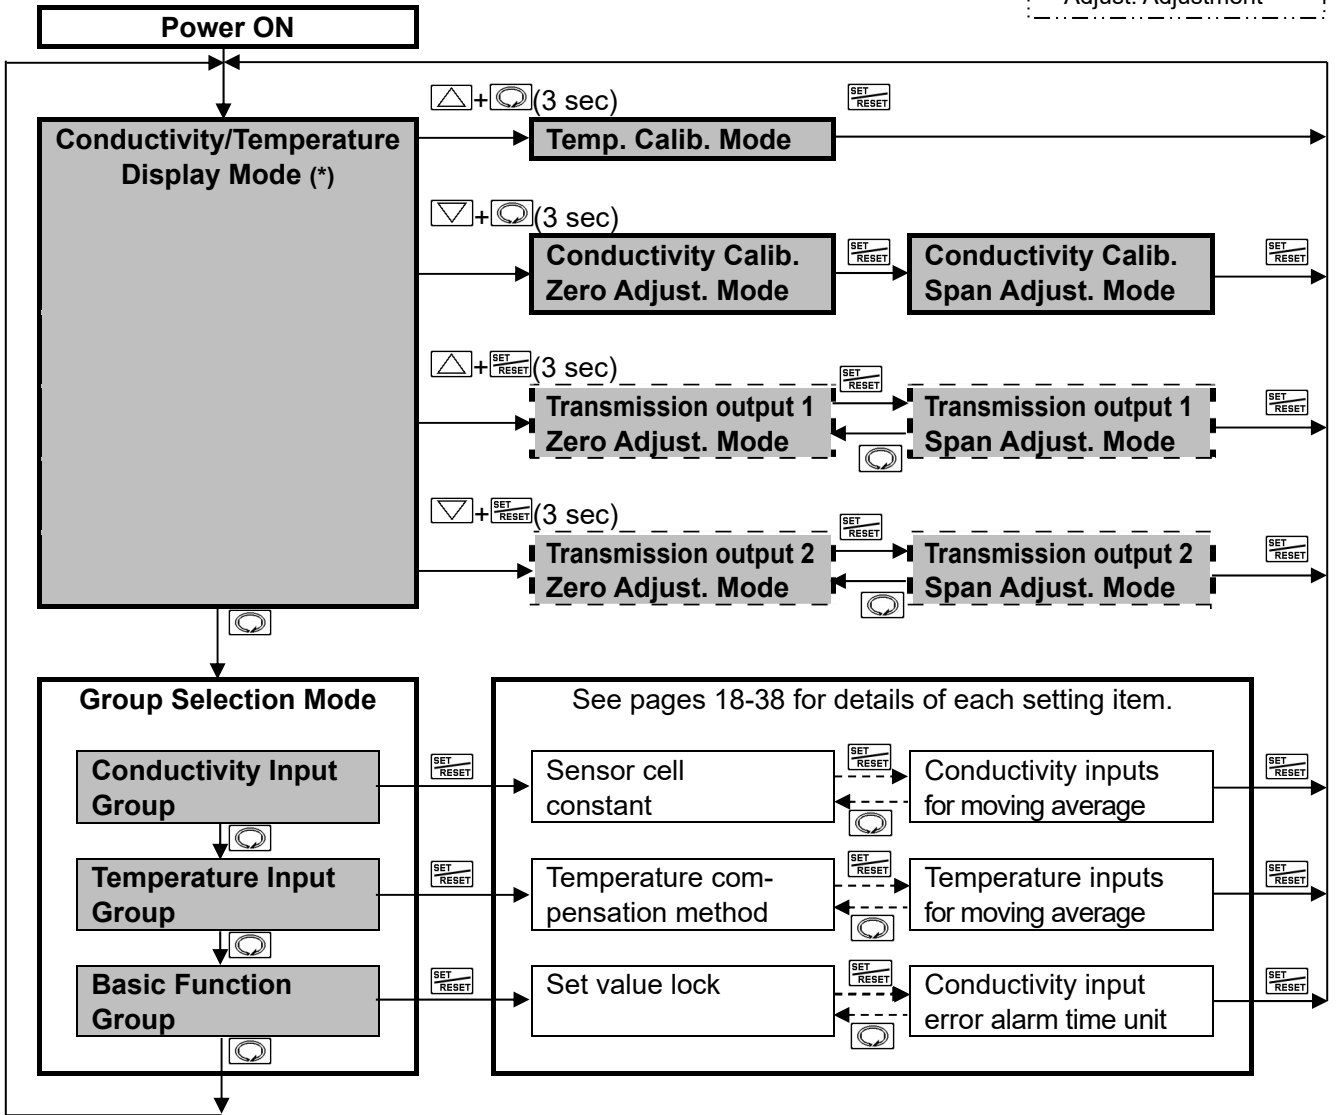 Adjust. Adjustment
Power ON
(3 sec)
SET RESET
Conductivity/Temperature
Display Mode (*)
Temp. Calib. Mode
(3 sec)
Conductivity Calib.
Zero Adjust. Mode
SET RESET
Conductivity Calib.
Span Adjust. Mode
SET RESET
+ SET RESET (3 sec)
Transmission output 1
Zero Adjust. Mode
SET RESET
Transmission output 1
Span Adjust. Mode
SET RESET
+ SET RESET (3 sec)
Transmission output 2
Zero Adjust. Mode
SET RESET
Transmission output 2
Span Adjust. Mode
SET RESET
Group Selection Mode
See pages 18-38 for details of each setting item.
Conductivity Input
Group
SET RESET
Sensor cell
constant
SET RESET
Conductivity inputs
for moving average
SET RESET
Temperature Input
Group
SET RESET
Temperature com-
pensation method
SET RESET
Temperature inputs
for moving average
SET RESET
Basic Function
Group
SET RESET
Set value lock
SET RESET
Conductivity input
error alarm time unit
SET RESET